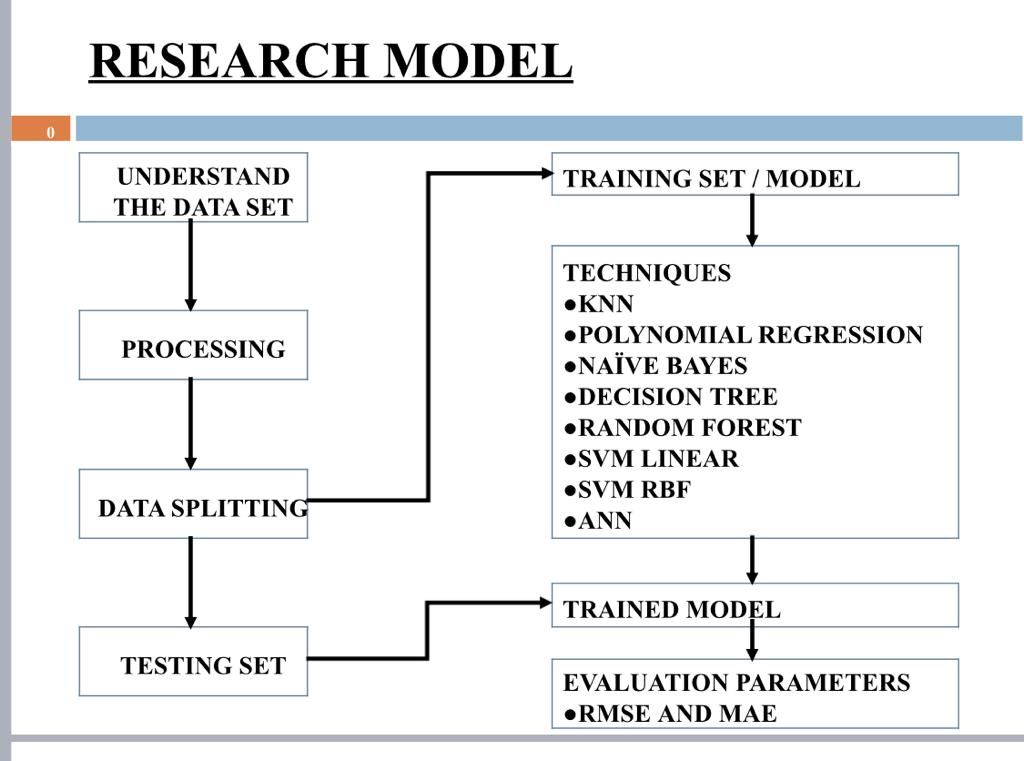 RESEARCH MODEL
0
UNDERSTAND
THE DATA SET
PROCESSING
DATA SPLITTING
TESTING SET
TRAINING SET / MODEL
TECHNIQUES
●KNN
●POLYNOMIAL REGRESSION
●NAÏVE BAYES
●DECISION TREE
●RANDOM FOREST
●SVM LINEAR
●SVM RBF
●ANN
TRAINED MODEL
EVALUATION PARAMETERS
●RMSE AND MAE